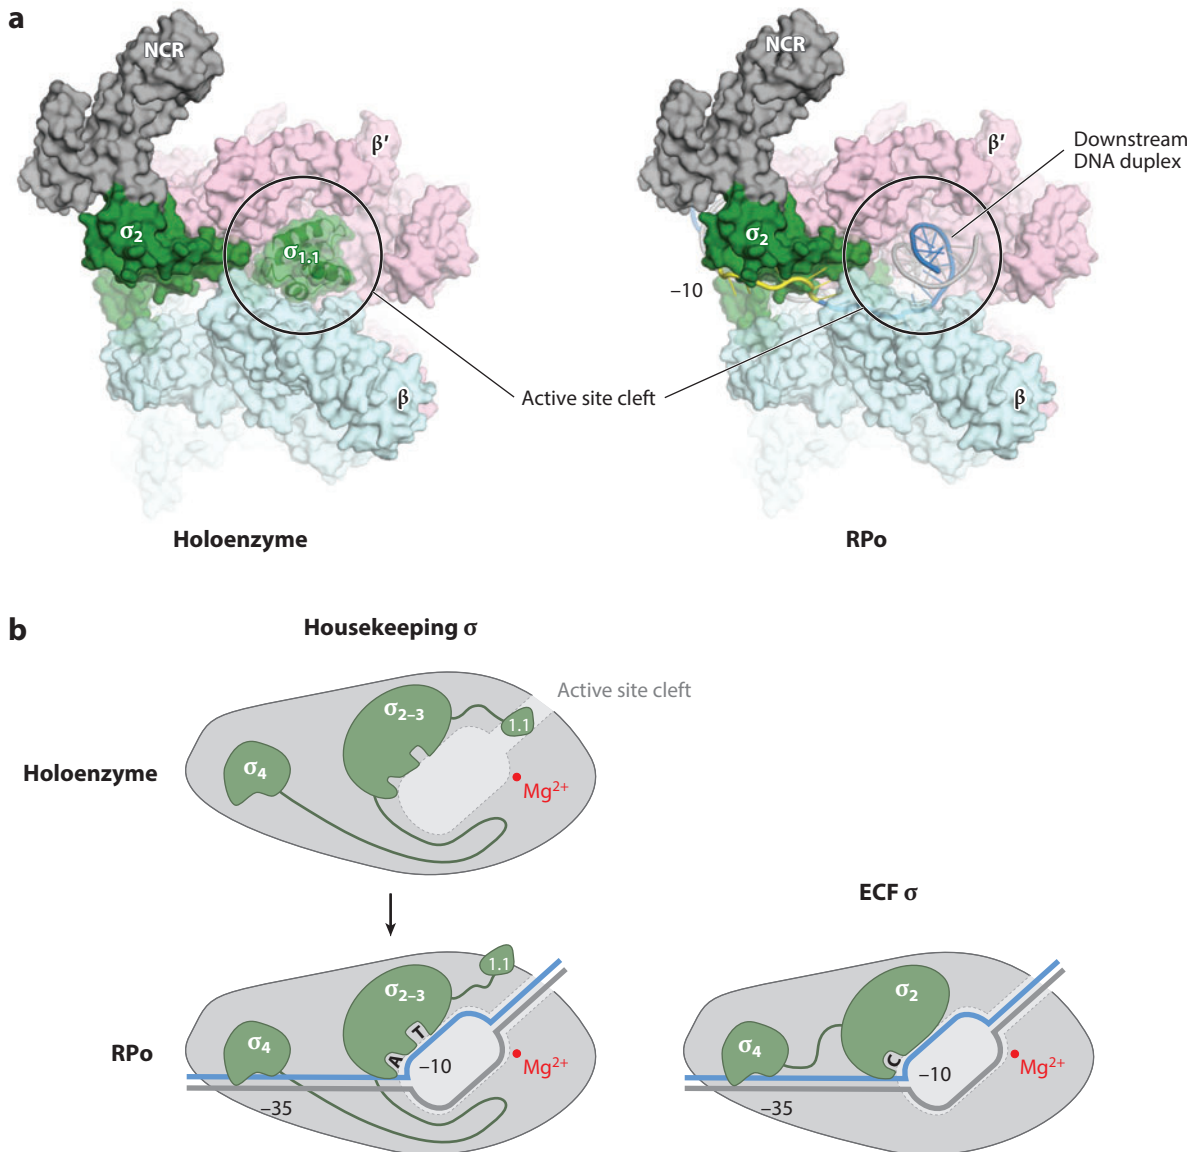 a
NCR
β′
σ2
σ1.1
β
NCR
β′
Downstream
DNA duplex
σ2
−10
β
Active site cleft
Holoenzyme
RPo
b
Housekeeping σ
Active site cleft
σ2–3
1.1
Holoenzyme
σ4
Mg2+
ECF σ
1.1
σ2–3
RPo
σ4
A
T
−10
Mg2+
−35
σ2
σ4
C
−10
Mg2+
−35